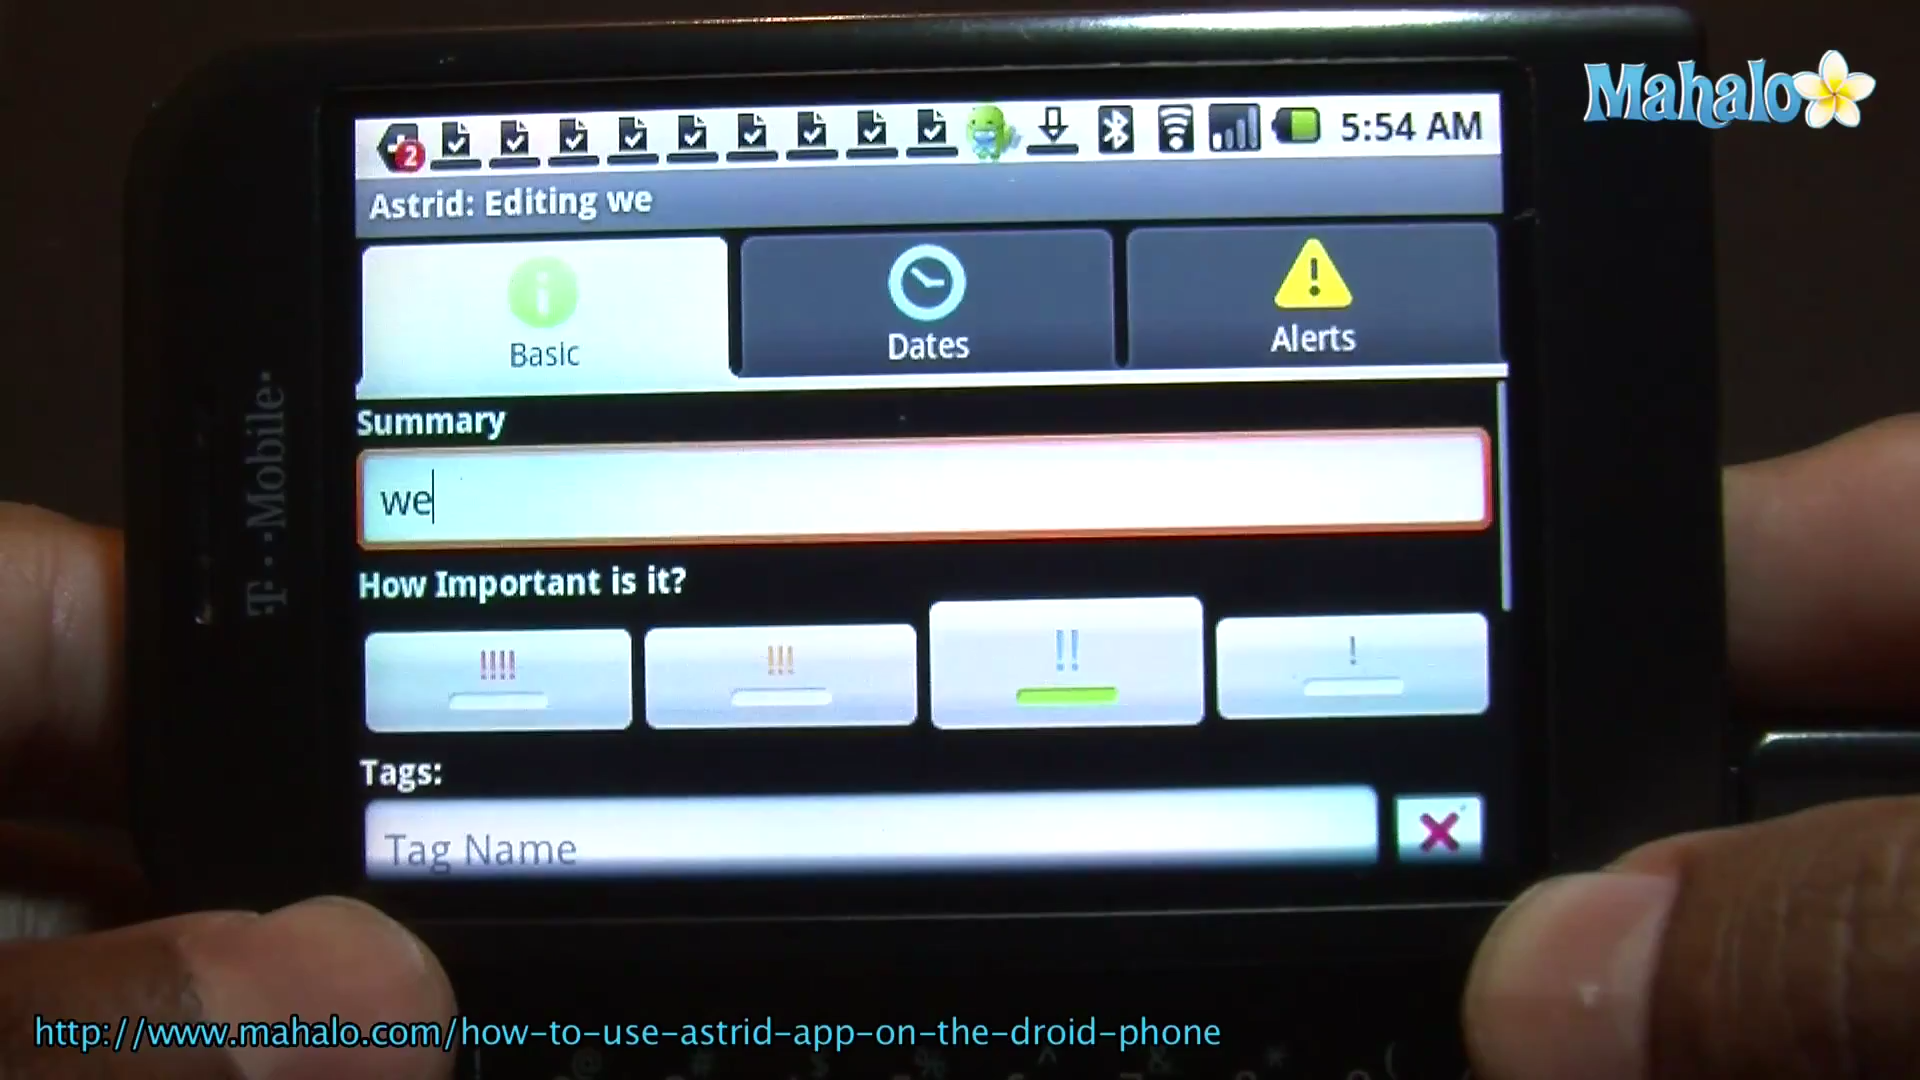 Mahalo
2
5:54 AM
Astrid: Editing we
Basic
Dates
Alerts
Summary
we
How Important is it?
!!!!
!!!
!!
!
Tags:
Tag Name
T··Mobile·
http://www.mahalo.com/how-to-use-astrid-app-on-the-droid-phone